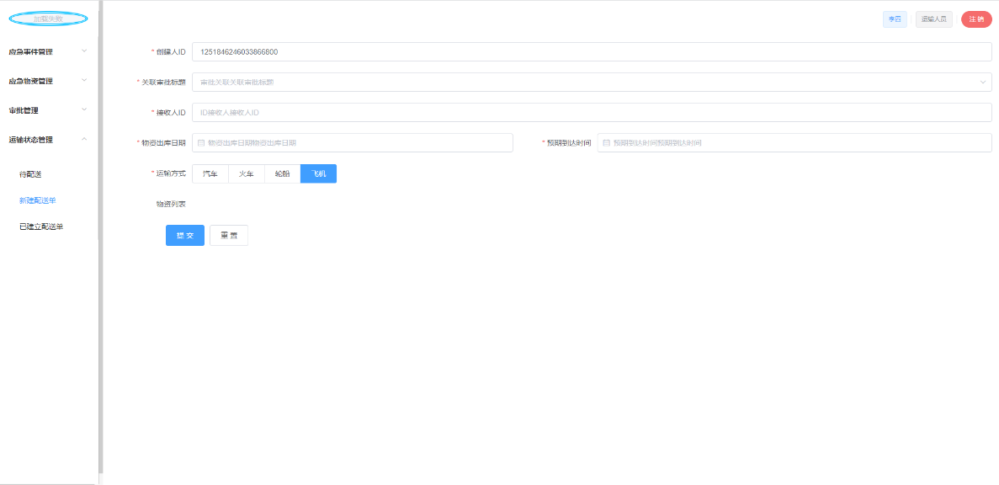 加载失败
李四
运输人员
注 销
应急事件管理
应急物资管理
审批管理
运输状态管理
待配送
新建配送单
已建立配送单
* 创建人ID 1251846246033866800
* 关联审批标题 审批关联关联审批标题
* 接收人ID ID接收人接收人ID
* 物资出库日期 物资出库日期物资出库日期 * 预期到达时间 预期到达时间预期到达时间
* 运输方式 汽车 火车 轮船 飞机
物资列表
提 交 重 置